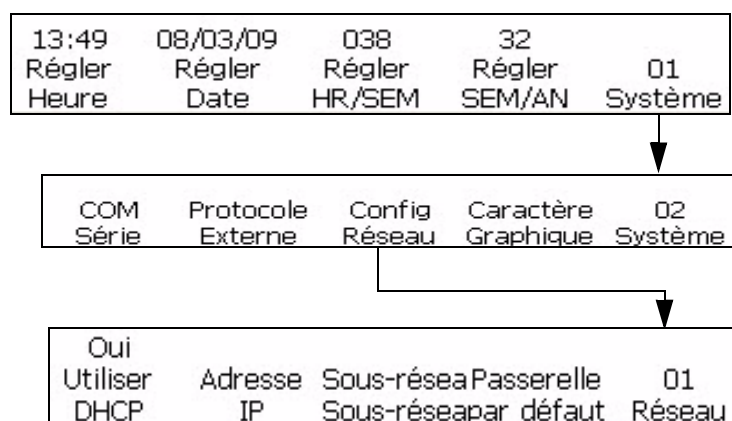 13:49 08/03/09 038 32
Régler Régler Régler Régler 01
Heure Date HR/SEM SEM/AN Système
COM Protocole Config Caractère 02
Série Externe Réseau Graphique Système
Oui
Utiliser Adresse Sous-résea Passerelle 01
DHCP IP Sous-réseapar défaut Réseau